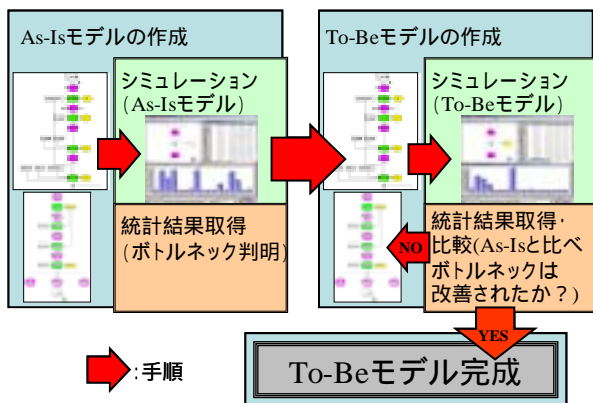 As-Isモデルの作成
シミュレーション
(As-Isモデル)
統計結果取得
(ボトルネック判明)
To-Beモデルの作成
シミュレーション
(To-Beモデル)
統計結果取得・
比較(As-Isと比べ
ボトルネックは
改善されたか？)
NO
YES
:手順
To-Beモデル完成